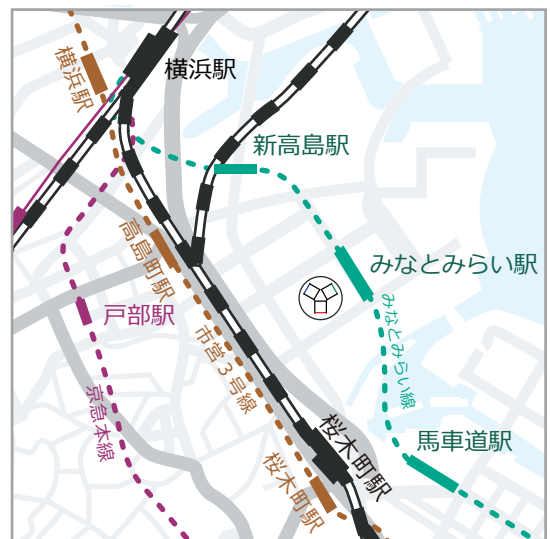 横浜駅
横浜駅
新高島駅
高島町駅
みなとみらい駅
戸部駅
みなとみらい線
市営３号線
京急本線
桜木町駅
馬車道駅
桜木町駅